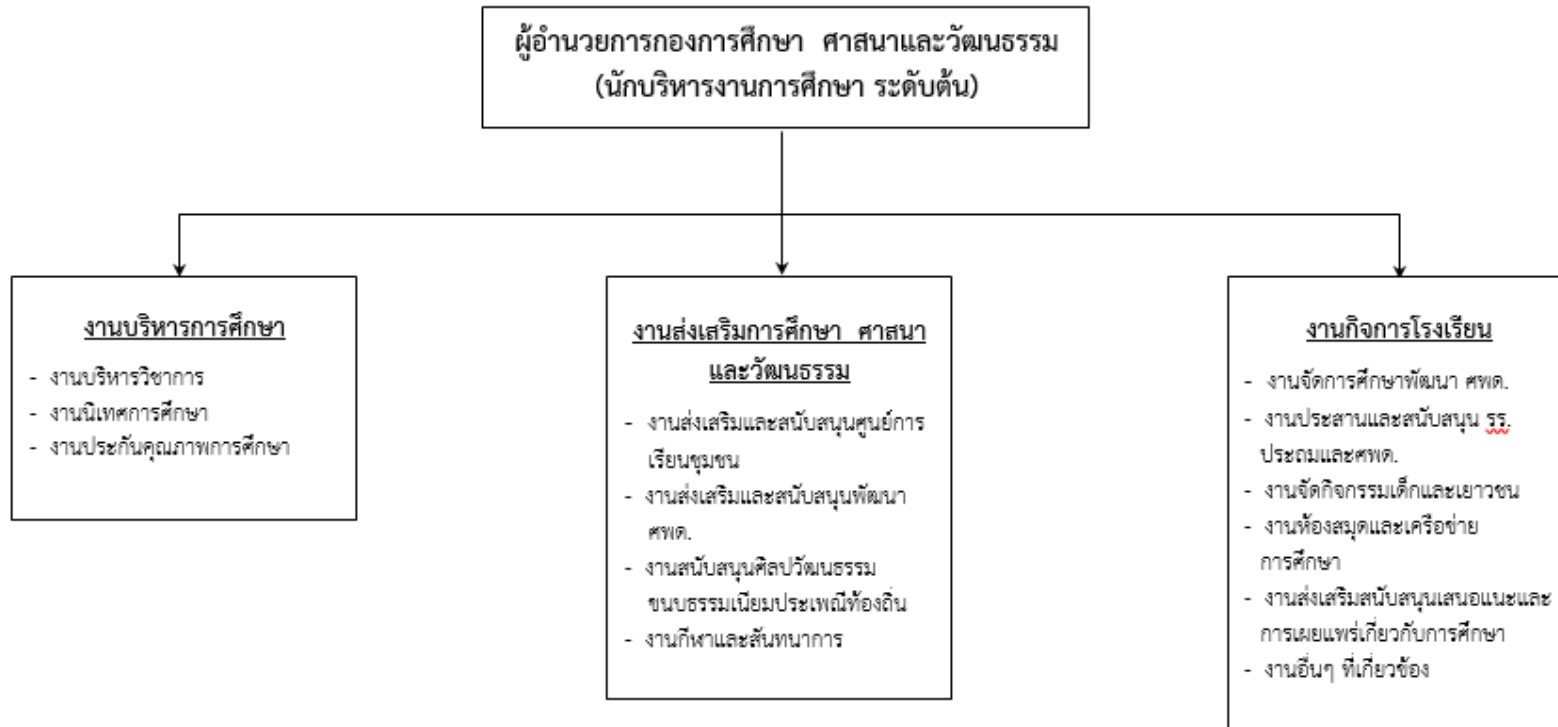 ผู้อำนวยการกองการศึกษา ศาสนาและวัฒนธรรม
(นักบริหารงานการศึกษา ระดับต้น)
งานบริหารการศึกษา
- งานบริหารวิชาการ
- งานนิเทศการศึกษา
- งานประกันคุณภาพการศึกษา
งานส่งเสริมการศึกษา ศาสนา
และวัฒนธรรม
- งานส่งเสริมและสนับสนุนศูนย์การ
เรียนชุมชน
- งานส่งเสริมและสนับสนุนพัฒนา
ศพด.
- งานสนับสนุนศิลปวัฒนธรรม
ขนบธรรมเนียมประเพณีท้องถิ่น
- งานกีฬาและสันทนาการ
งานกิจการโรงเรียน
- งานจัดการศึกษาพัฒนา ศพด.
- งานประสานและสนับสนุน รร.
ประถมและศพด.
- งานจัดกิจกรรมเด็กและเยาวชน
- งานห้องสมุดและเครือข่าย
การศึกษา
- งานส่งเสริมสนับสนุนเสนอแนะและ
การเผยแพร่เกี่ยวกับการศึกษา
- งานอื่นๆ ที่เกี่ยวข้อง